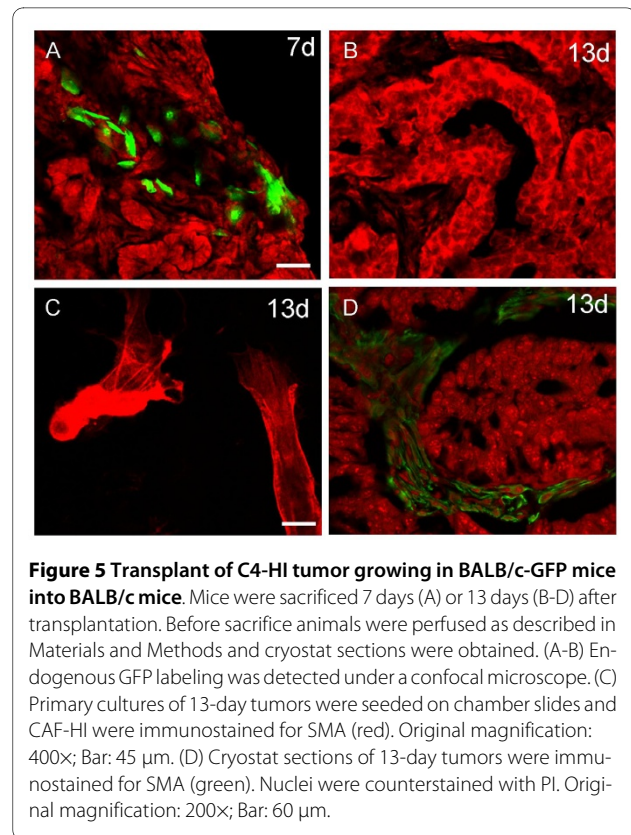 A
7d
B
13d
C
13d
D
13d
Figure 5 Transplant of C4-HI tumor growing in BALB/c-GFP mice
into BALB/c mice. Mice were sacrificed 7 days (A) or 13 days (B-D) after
transplantation. Before sacrifice animals were perfused as described in
Materials and Methods and cryostat sections were obtained. (A-B) En-
dogenous GFP labeling was detected under a confocal microscope. (C)
Primary cultures of 13-day tumors were seeded on chamber slides and
CAF-HI were immunostained for SMA (red). Original magnification:
400×; Bar: 45 μm. (D) Cryostat sections of 13-day tumors were immu-
nostained for SMA (green). Nuclei were counterstained with PI. Origi-
nal magnification: 200×; Bar: 60 μm.